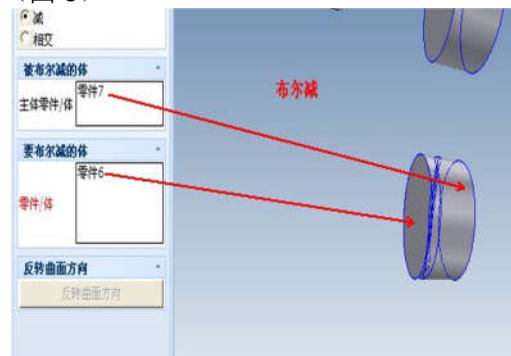 减
相交
被布尔减的体
主体零件/体
零件7
布尔减
要布尔减的体
零件6
零件/体
反转曲面方向
反转曲面方向